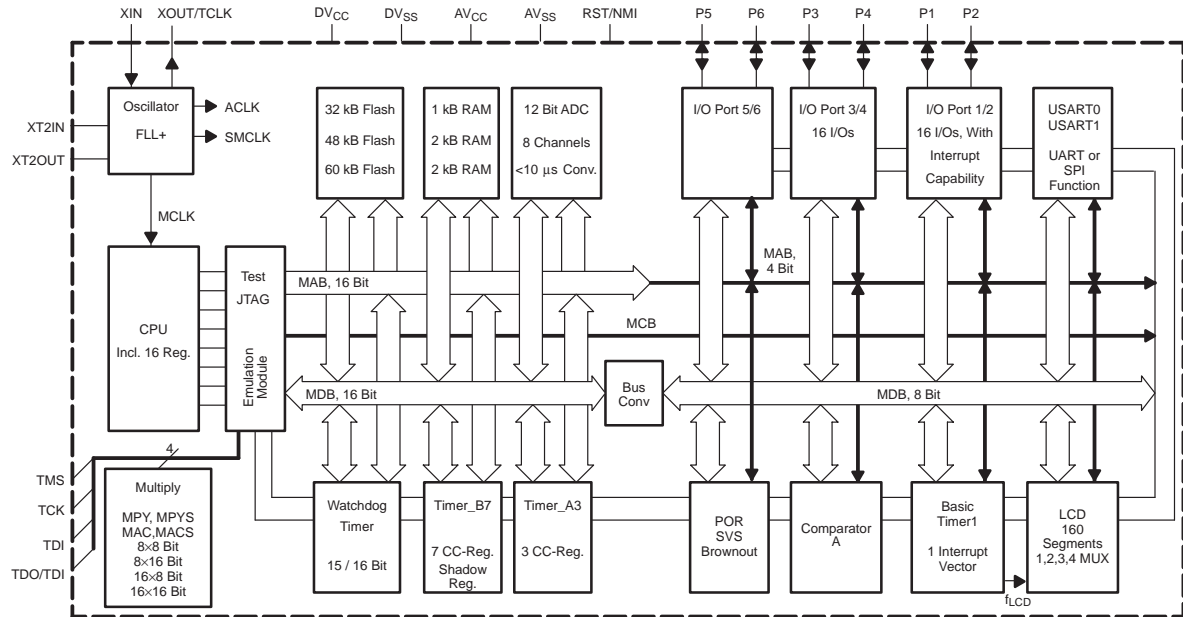 XIN
XOUT/TCLK
DVCC
DVSS
AVCC
AVSS
RST/NMI
P5
P6
P3
P4
P1
P2
Oscillator
FLL+
ACLK
SMCLK
XT2IN
XT2OUT
MCLK
32 kB Flash
48 kB Flash
60 kB Flash
1 kB RAM
2 kB RAM
2 kB RAM
12 Bit ADC
8 Channels
<10 μs Conv.
I/O Port 5/6
I/O Port 3/4
16 I/Os
I/O Port 1/2
16 I/Os, With
Interrupt
Capability
USART0
USART1
UART or
SPI
Function
CPU
Incl. 16 Reg.
Test
JTAG
Emulation
Module
MAB, 16 Bit
MAB,
4 Bit
MCB
MDB, 16 Bit
Bus
Conv
MDB, 8 Bit
4
TMS
TCK
TDI
TDO/TDI
Multiply
MPY, MPYS
MAC,MACS
8×8 Bit
8×16 Bit
16×8 Bit
16×16 Bit
Watchdog
Timer
15 / 16 Bit
Timer_B7
7 CC-Reg.
Shadow
Reg.
Timer_A3
3 CC-Reg.
POR
SVS
Brownout
Comparator
A
Basic
Timer1
1 Interrupt
Vector
fLCD
LCD
160
Segments
1,2,3,4 MUX